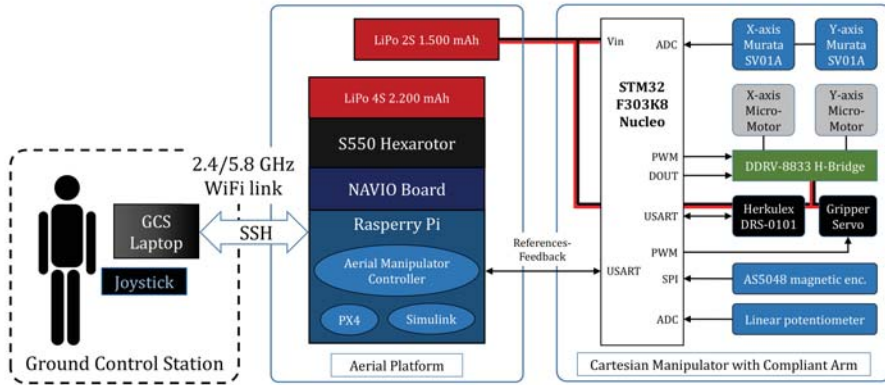 LiPo 2S 1.500 mAh
LiPo 4S 2.200 mAh
S550 Hexarotor
NAVIO Board
Rasperry Pi
Aerial Manipulator
Controller
PX4
Simulink
Aerial Platform
2.4/5.8 GHz
WiFi link
SSH
GCS
Laptop
Joystick
Ground Control Station
References-
Feedback
Vin
ADC
STM32
F303K8
Nucleo
PWM
DOUT
USART
PWM
USART
SPI
ADC
X-axis
Murata
SV01A
Y-axis
Murata
SV01A
X-axis
Micro-
Motor
Y-axis
Micro-
Motor
DDRV-8833 H-Bridge
Herkulex
DRS-0101
Gripper
Servo
AS5048 magnetic enc.
Linear potentiometer
Cartesian Manipulator with Compliant Arm